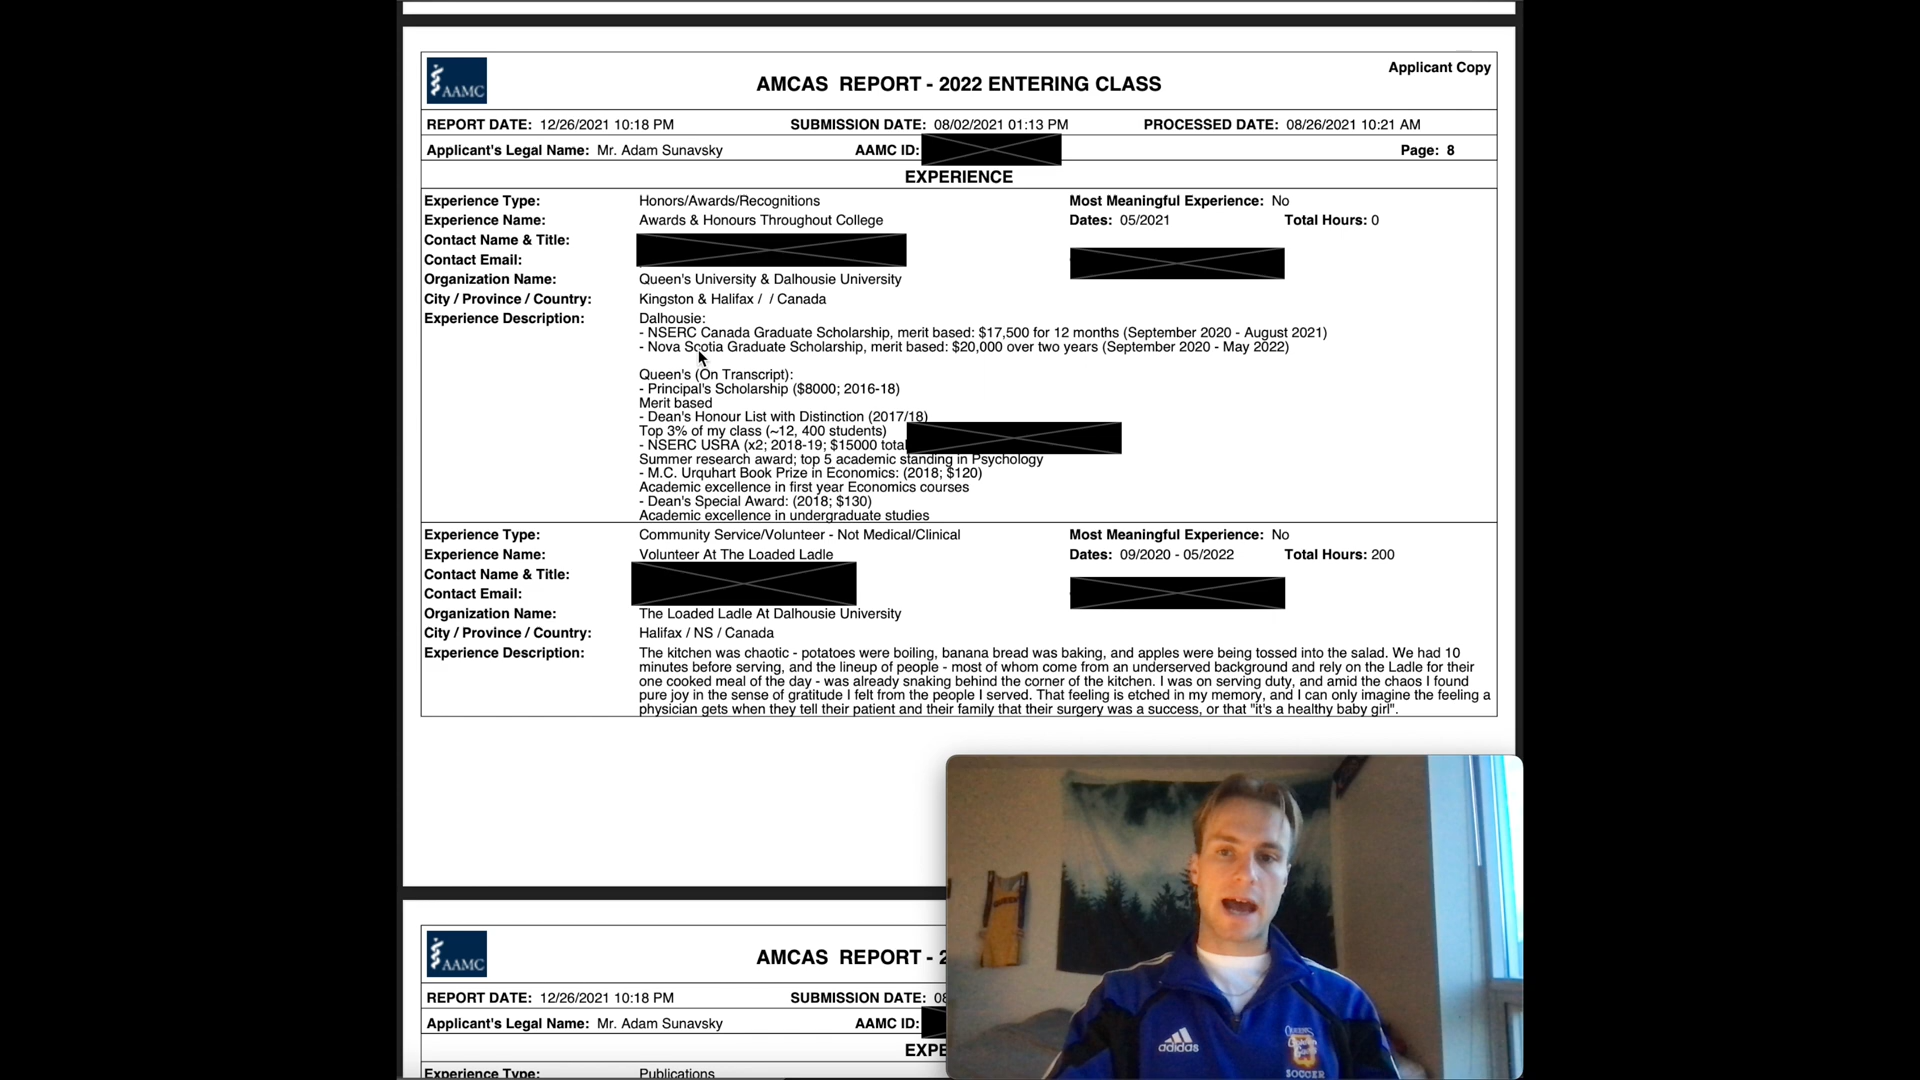 AAMC
AMCAS REPORT - 2022 ENTERING CLASS
Applicant Copy
REPORT DATE: 12/26/2021 10:18 PM SUBMISSION DATE: 08/02/2021 01:13 PM PROCESSED DATE: 08/26/2021 10:21 AM
Applicant's Legal Name: Mr. Adam Sunavsky AAMC ID: Page: 8
EXPERIENCE
Experience Type: Honors/Awards/Recognitions Most Meaningful Experience: No
Experience Name: Awards & Honours Throughout College Dates: 05/2021 Total Hours: 0
Contact Name & Title:
Contact Email:
Organization Name: Queen's University & Dalhousie University
City / Province / Country: Kingston & Halifax / / Canada
Experience Description: Dalhousie:
- NSERC Canada Graduate Scholarship, merit based: $17,500 for 12 months (September 2020 - August 2021)
- Nova Scotia Graduate Scholarship, merit based: $20,000 over two years (September 2020 - May 2022)
Queen's (On Transcript):
- Principal's Scholarship ($8000; 2016-18)
Merit based
- Dean's Honour List with Distinction (2017/18)
Top 3% of my class (~12, 400 students)
- NSERC USRA (x2; 2018-19; $15000 total
Summer research award; top 5 academic standing in Psychology
- M.C. Urquhart Book Prize in Economics: (2018; $120)
Academic excellence in first year Economics courses
- Dean's Special Award: (2018; $130)
Academic excellence in undergraduate studies
Experience Type: Community Service/Volunteer - Not Medical/Clinical Most Meaningful Experience: No
Experience Name: Volunteer At The Loaded Ladle Dates: 09/2020 - 05/2022 Total Hours: 200
Contact Name & Title:
Contact Email:
Organization Name: The Loaded Ladle At Dalhousie University
City / Province / Country: Halifax / NS / Canada
Experience Description: The kitchen was chaotic - potatoes were boiling, banana bread was baking, and apples were being tossed into the salad. We had 10
minutes before serving, and the lineup of people - most of whom come from an underserved background and rely on the Ladle for their
one cooked meal of the day - was already snaking behind the corner of the kitchen. I was on serving duty, and amid the chaos I found
pure joy in the sense of gratitude I felt from the people I served. That feeling is etched in my memory, and I can only imagine the feeling a
physician gets when they tell their patient and their family that their surgery was a success, or that "it's a healthy baby girl".
AAMC
AMCAS REPORT - 2
REPORT DATE: 12/26/2021 10:18 PM SUBMISSION DATE: 08
Applicant's Legal Name: Mr. Adam Sunavsky AAMC ID:
EXPE
Experience Type: Publications
adidas
SOCCER